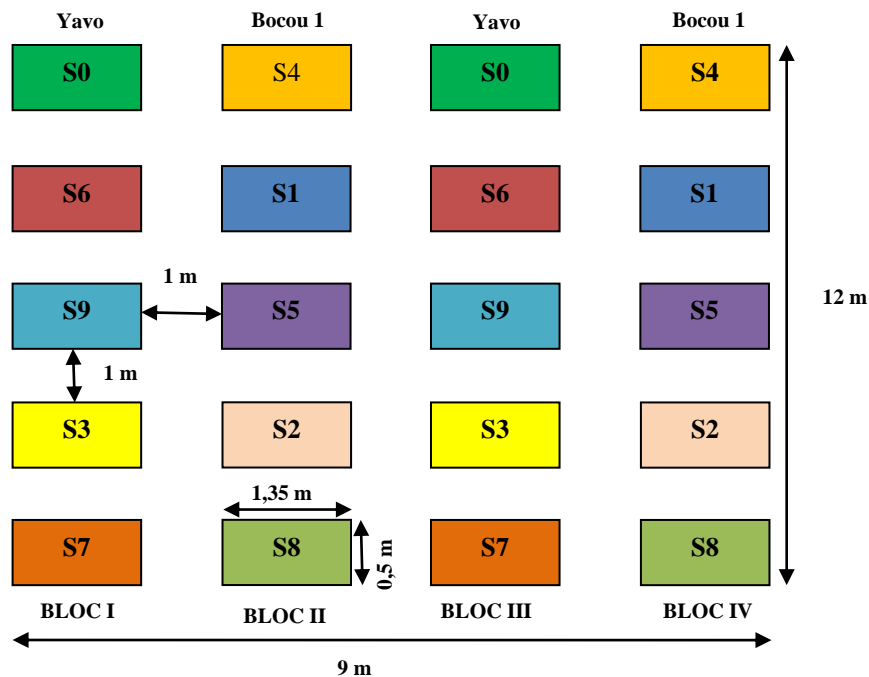 Yavo
Bocou 1
Yavo
Bocou 1
S0
S4
S0
S4
S6
S1
S6
S1
1 m
S9
S5
S9
S5
12 m
1 m
S3
S2
S3
S2
1,35 m
S7
S8
0,5 m
S7
S8
BLOC I
BLOC II
BLOC III
BLOC IV
9 m